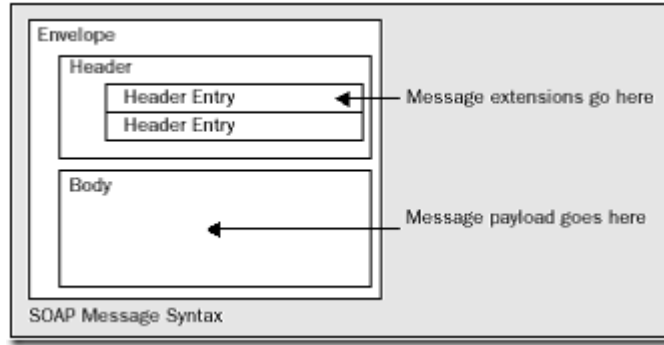 Envelope
Header
Header Entry
Message extensions go here
Header Entry
Body
Message payload goes here
SOAP Message Syntax